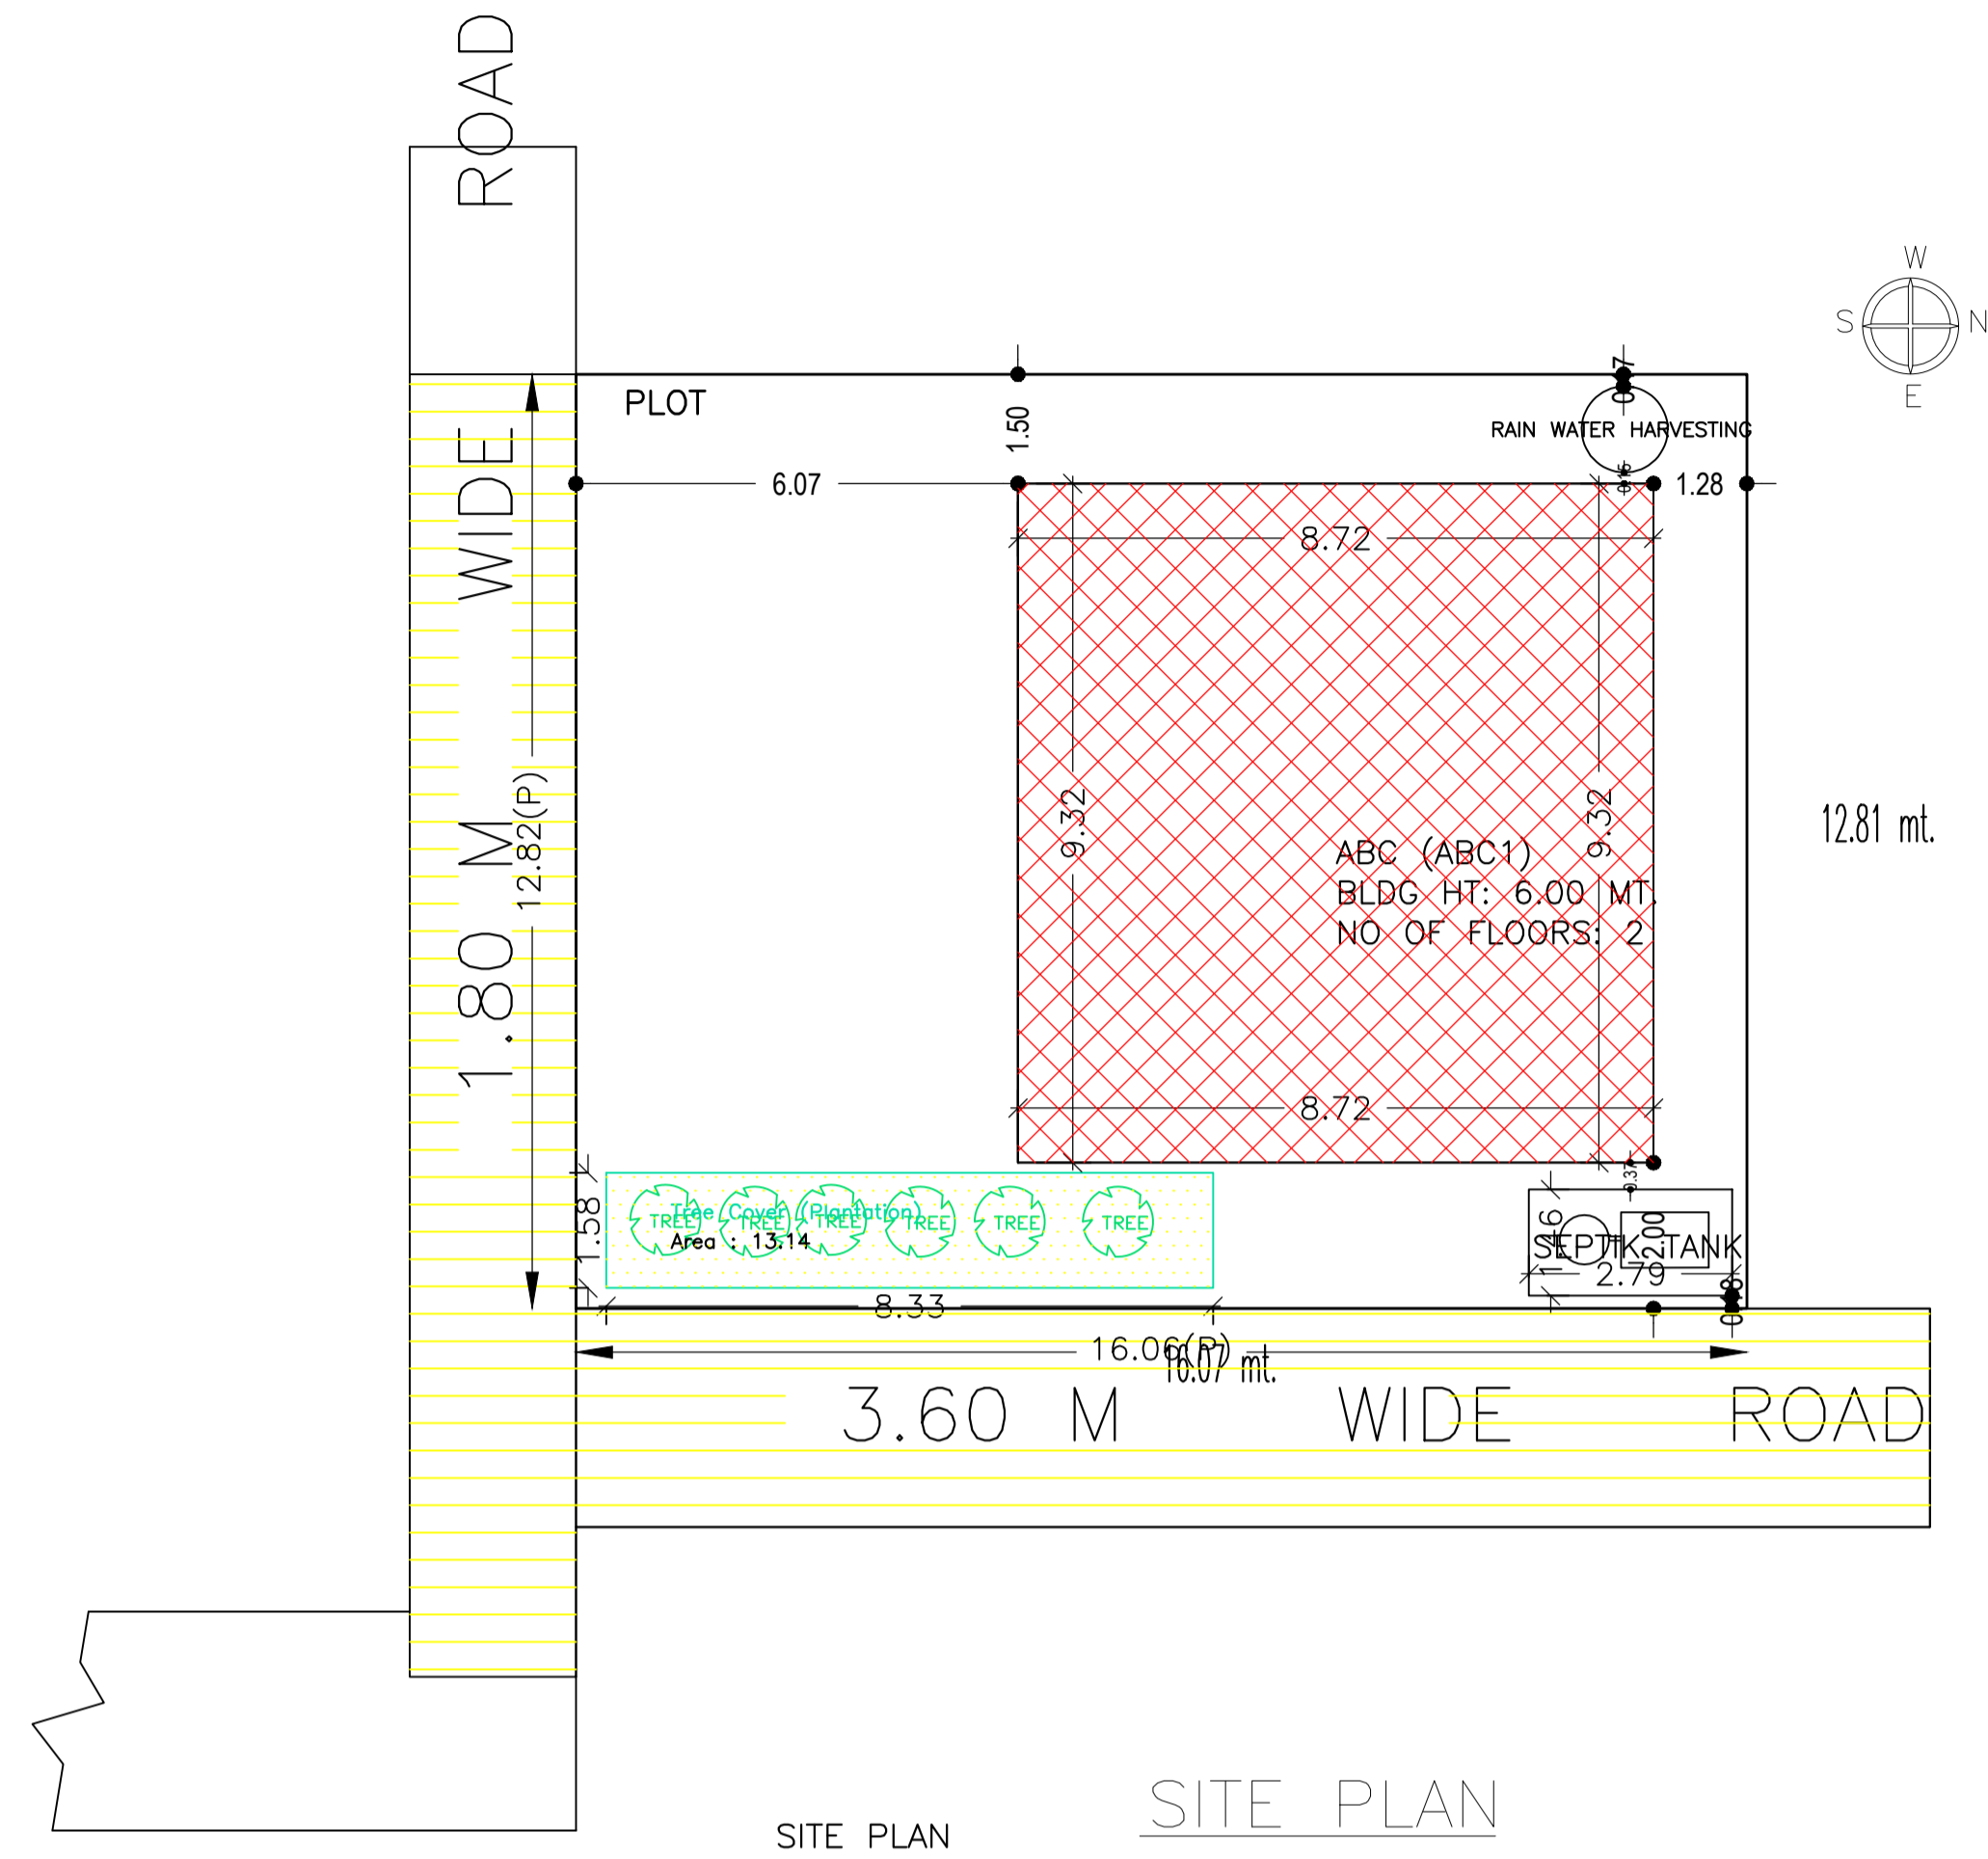 1.80 M WIDE ROAD
W
S
N
E
PLOT
1.50
RAIN WATER HARVESTING
6.07
1.28
8.72
12.82(P)
9.32
9.32
12.81 mt.
ABC (ABC1)
BLDG HT: 6.00 MT.
NO OF FLOORS: 2
8.72
0.37
1.58
Tree Cover (Plantation)
TREE
TREE
TREE
TREE
TREE
TREE
Area : 13.14
1.46
2.00
SEPTIK TANK
2.79
8.33
16.06(P)
16.07 mt.
3.60 M WIDE ROAD
SITE PLAN
SITE PLAN